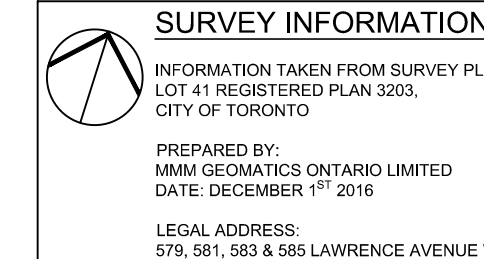 SURVEY INFORMATION
INFORMATION TAKEN FROM SURVEY
LOT 41 REGISTERED PLAN 3203,
CITY OF TORONTO
PREPARED BY:
MMM GEOMATICS ONTARIO LIMITED
DATE: DECEMBER 1ST 2016
LEGAL ADDRESS:
579, 581, 583 & 585 LAWRENCE AVENUE